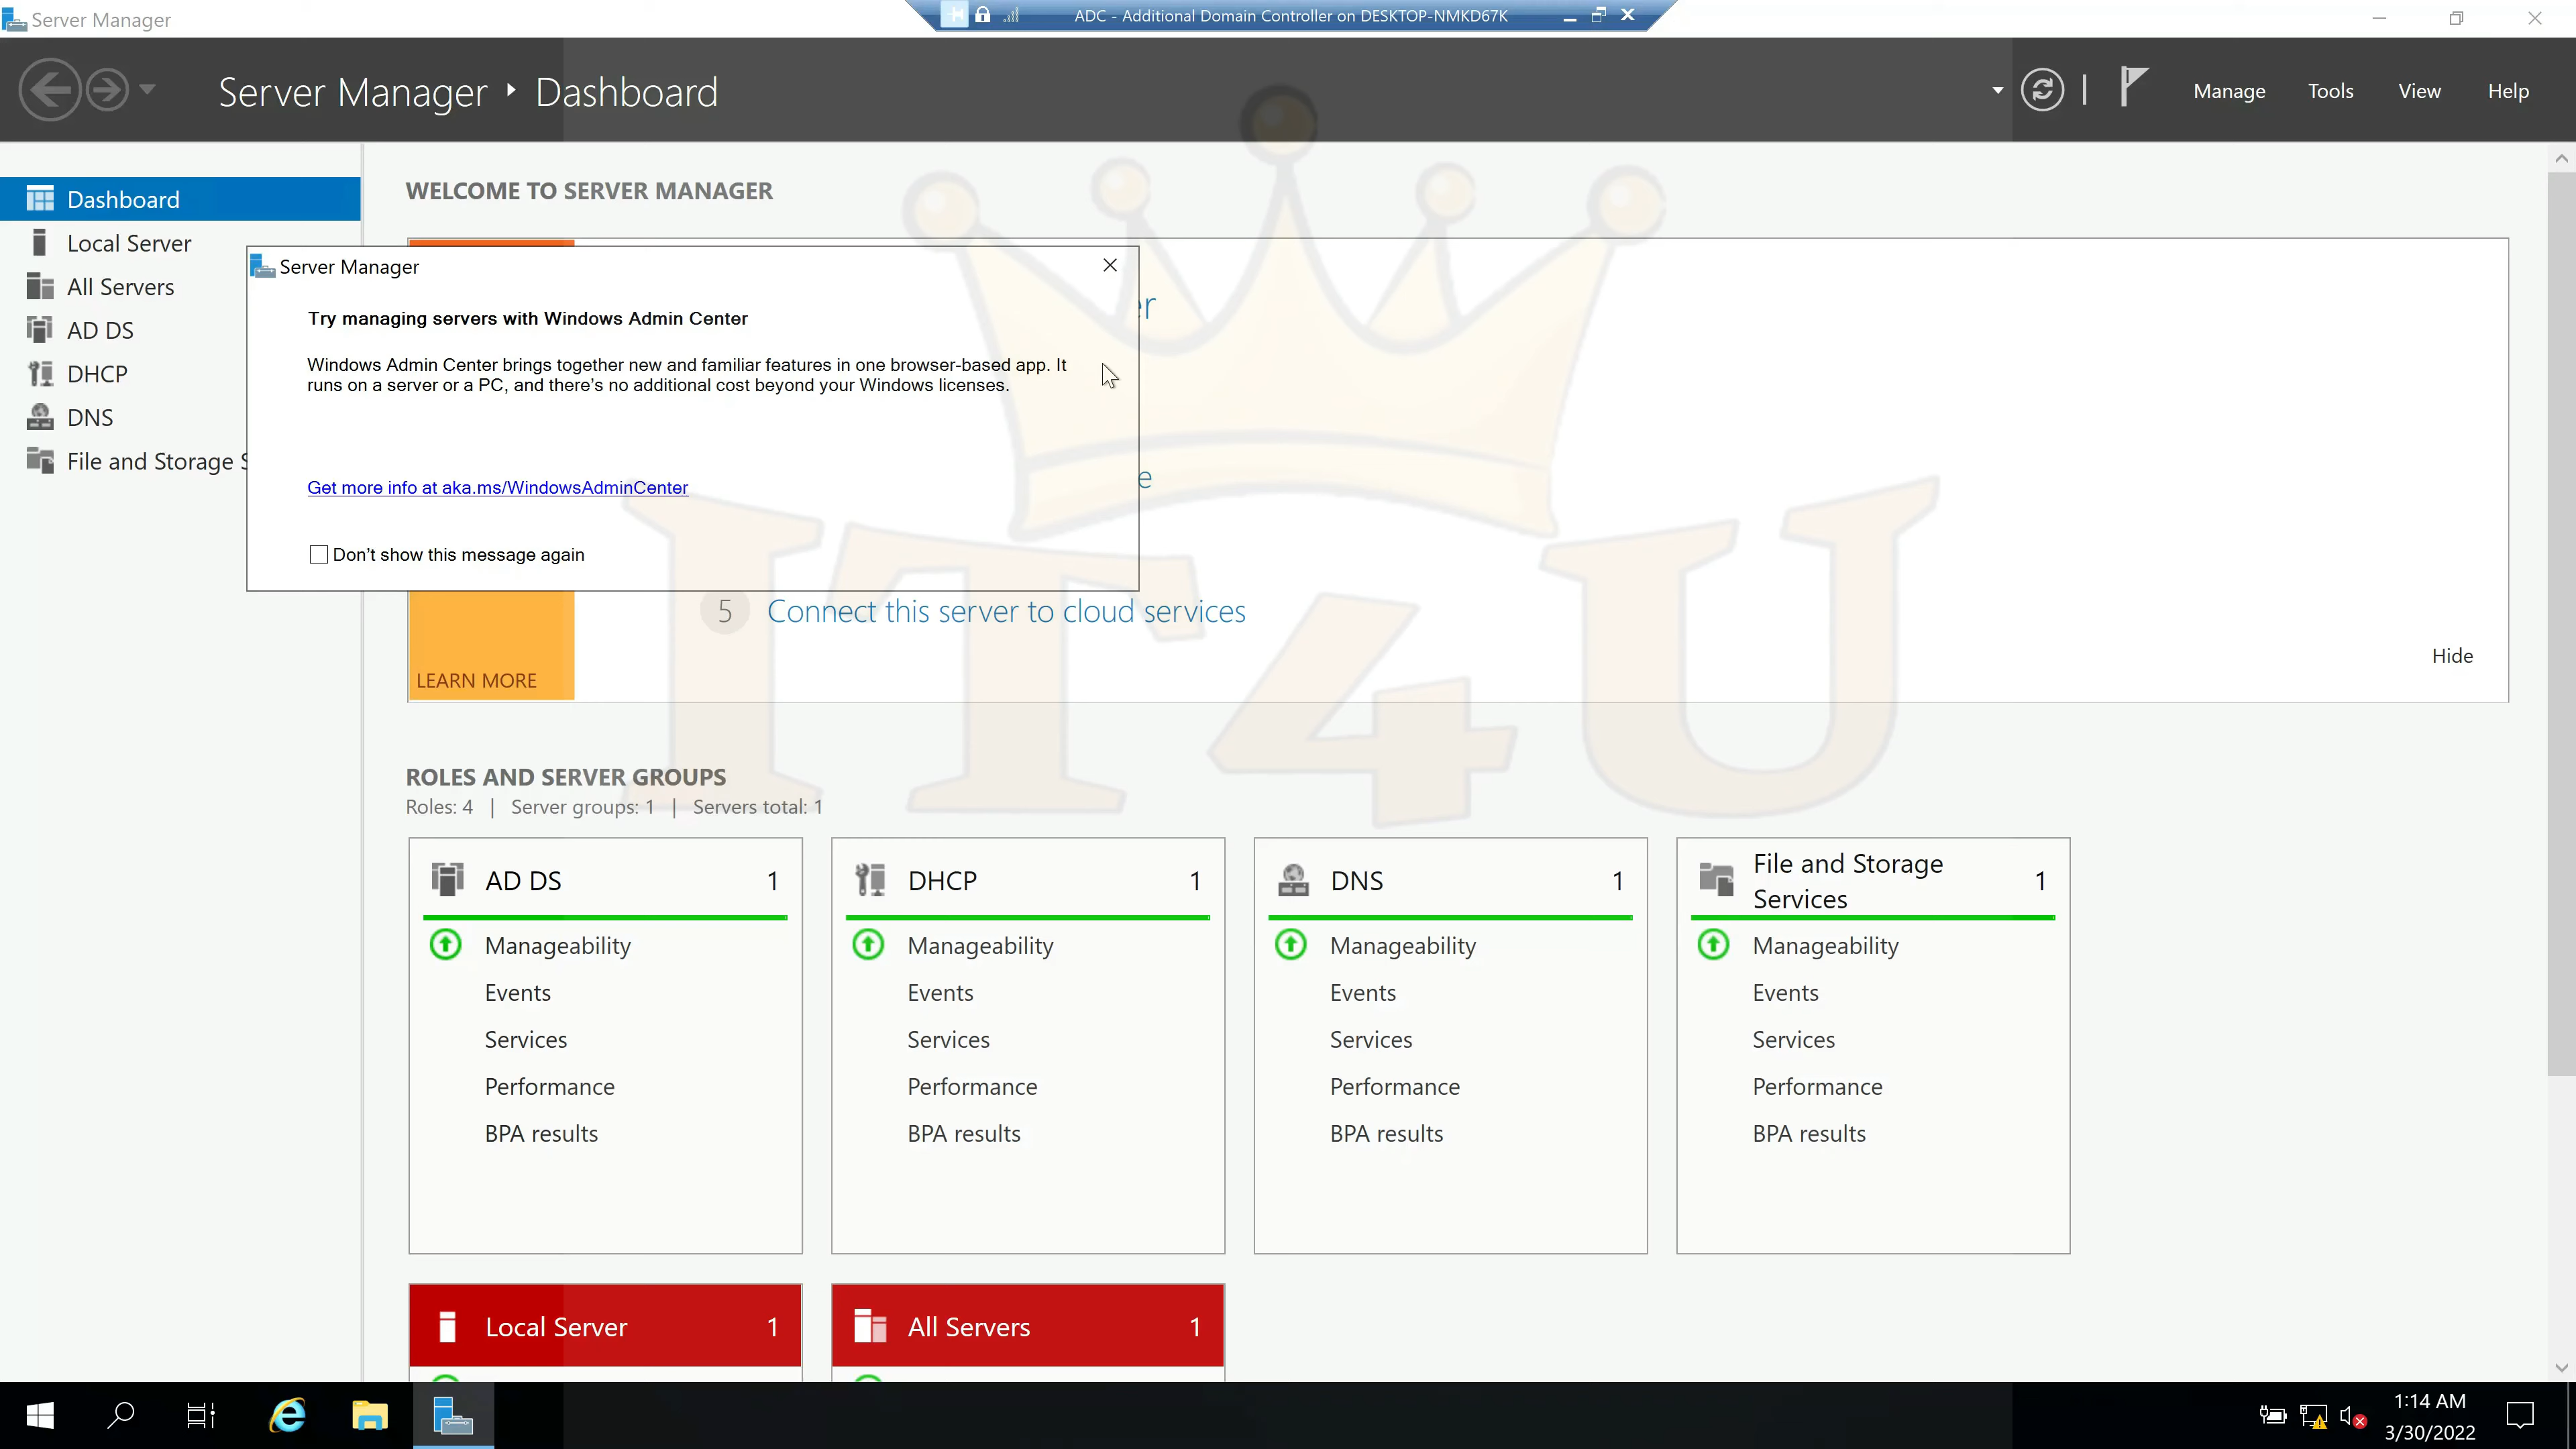 Server Manager
ADC - Additional Domain Controller on DESKTOP-NMKD67K
Server Manager
Dashboard
Manage
Tools
View
Help
Dashboard
Local Server
All Servers
AD DS
DHCP
DNS
File and Storage S
WELCOME TO SERVER MANAGER
Server Manager
Try managing servers with Windows Admin Center
Windows Admin Center brings together new and familiar features in one browser-based app. It
runs on a server or a PC, and there's no additional cost beyond your Windows licenses.
Get more info at aka.ms/WindowsAdminCenter
Don't show this message again
er
e
5 Connect this server to cloud services
LEARN MORE
Hide
IT4U
ROLES AND SERVER GROUPS
Roles: 4 | Server groups: 1 | Servers total: 1
AD DS 1
Manageability
Events
Services
Performance
BPA results
DHCP 1
Manageability
Events
Services
Performance
BPA results
DNS 1
Manageability
Events
Services
Performance
BPA results
File and Storage
Services 1
Manageability
Events
Services
Performance
BPA results
Local Server 1
All Servers 1
1:14 AM
3/30/2022